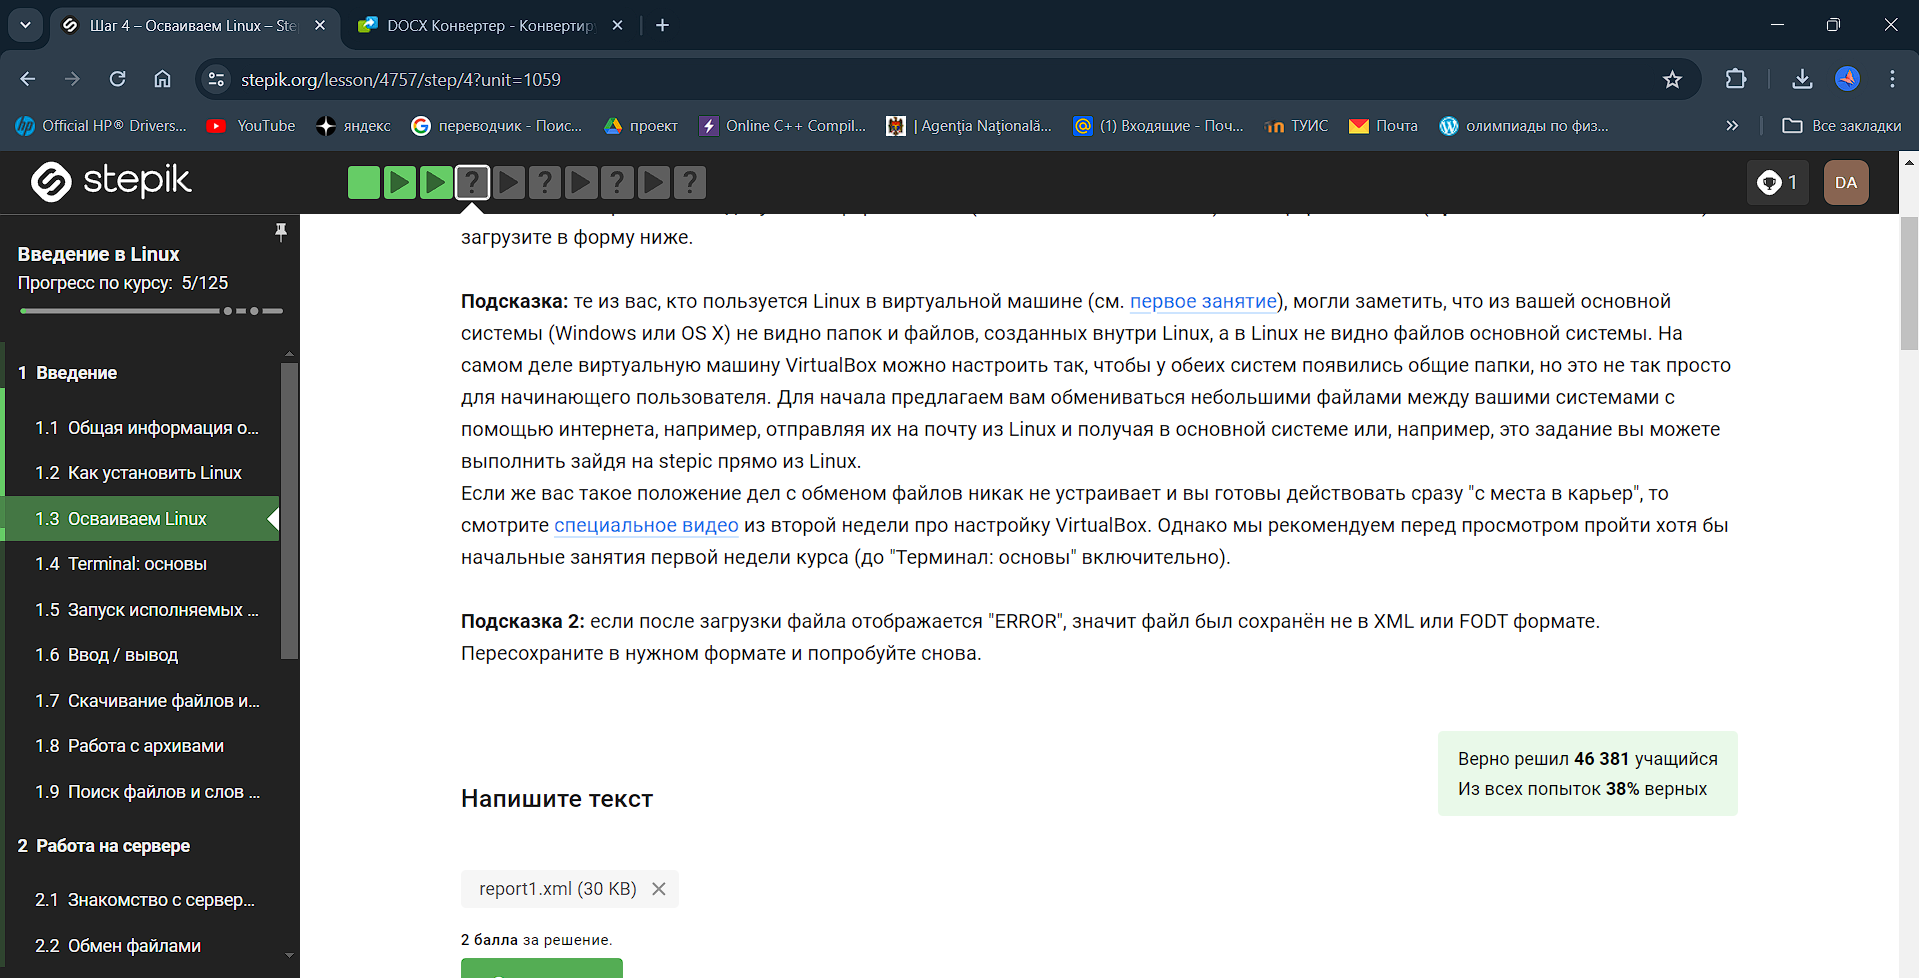 Шаг 4 – Осваиваем Linux – Ste
DOCX Конвертер - Конвертиру
stepik.org/lesson/4757/step/4?unit=1059
Official HP® Drivers...
YouTube
яндекс
переводчик - Поис...
проект
Online C++ Compil...
| Agenţia Naţională...
(1) Входящие - Поч...
ТУИС
Почта
олимпиады по физ...
»
Все закладки
stepik
1
DA
Введение в Linux
Прогресс по курсу: 5/125
1 Введение
1.1 Общая информация о...
1.2 Как установить Linux
1.3 Осваиваем Linux
1.4 Terminal: основы
1.5 Запуск исполняемых ...
1.6 Ввод / вывод
1.7 Скачивание файлов и...
1.8 Работа с архивами
1.9 Поиск файлов и слов ...
2 Работа на сервере
2.1 Знакомство с сервер...
2.2 Обмен файлами
загрузите в форму ниже.
Подсказка: те из вас, кто пользуется Linux в виртуальной машине (см. первое занятие), могли заметить, что из вашей основной
системы (Windows или OS X) не видно папок и файлов, созданных внутри Linux, а в Linux не видно файлов основной системы. На
самом деле виртуальную машину VirtualBox можно настроить так, чтобы у обеих систем появились общие папки, но это не так просто
для начинающего пользователя. Для начала предлагаем вам обмениваться небольшими файлами между вашими системами с
помощью интернета, например, отправляя их на почту из Linux и получая в основной системе или, например, это задание вы можете
выполнить зайдя на stepic прямо из Linux.
Если же вас такое положение дел с обменом файлов никак не устраивает и вы готовы действовать сразу "с места в карьер", то
смотрите специальное видео из второй недели про настройку VirtualBox. Однако мы рекомендуем перед просмотром пройти хотя бы
начальные занятия первой недели курса (до "Терминал: основы" включительно).
Подсказка 2: если после загрузки файла отображается "ERROR", значит файл был сохранён не в XML или FODT формате.
Пересохраните в нужном формате и попробуйте снова.
Верно решил 46 381 учащийся
Из всех попыток 38% верных
Напишите текст
report1.xml (30 KB)
2 балла за решение.